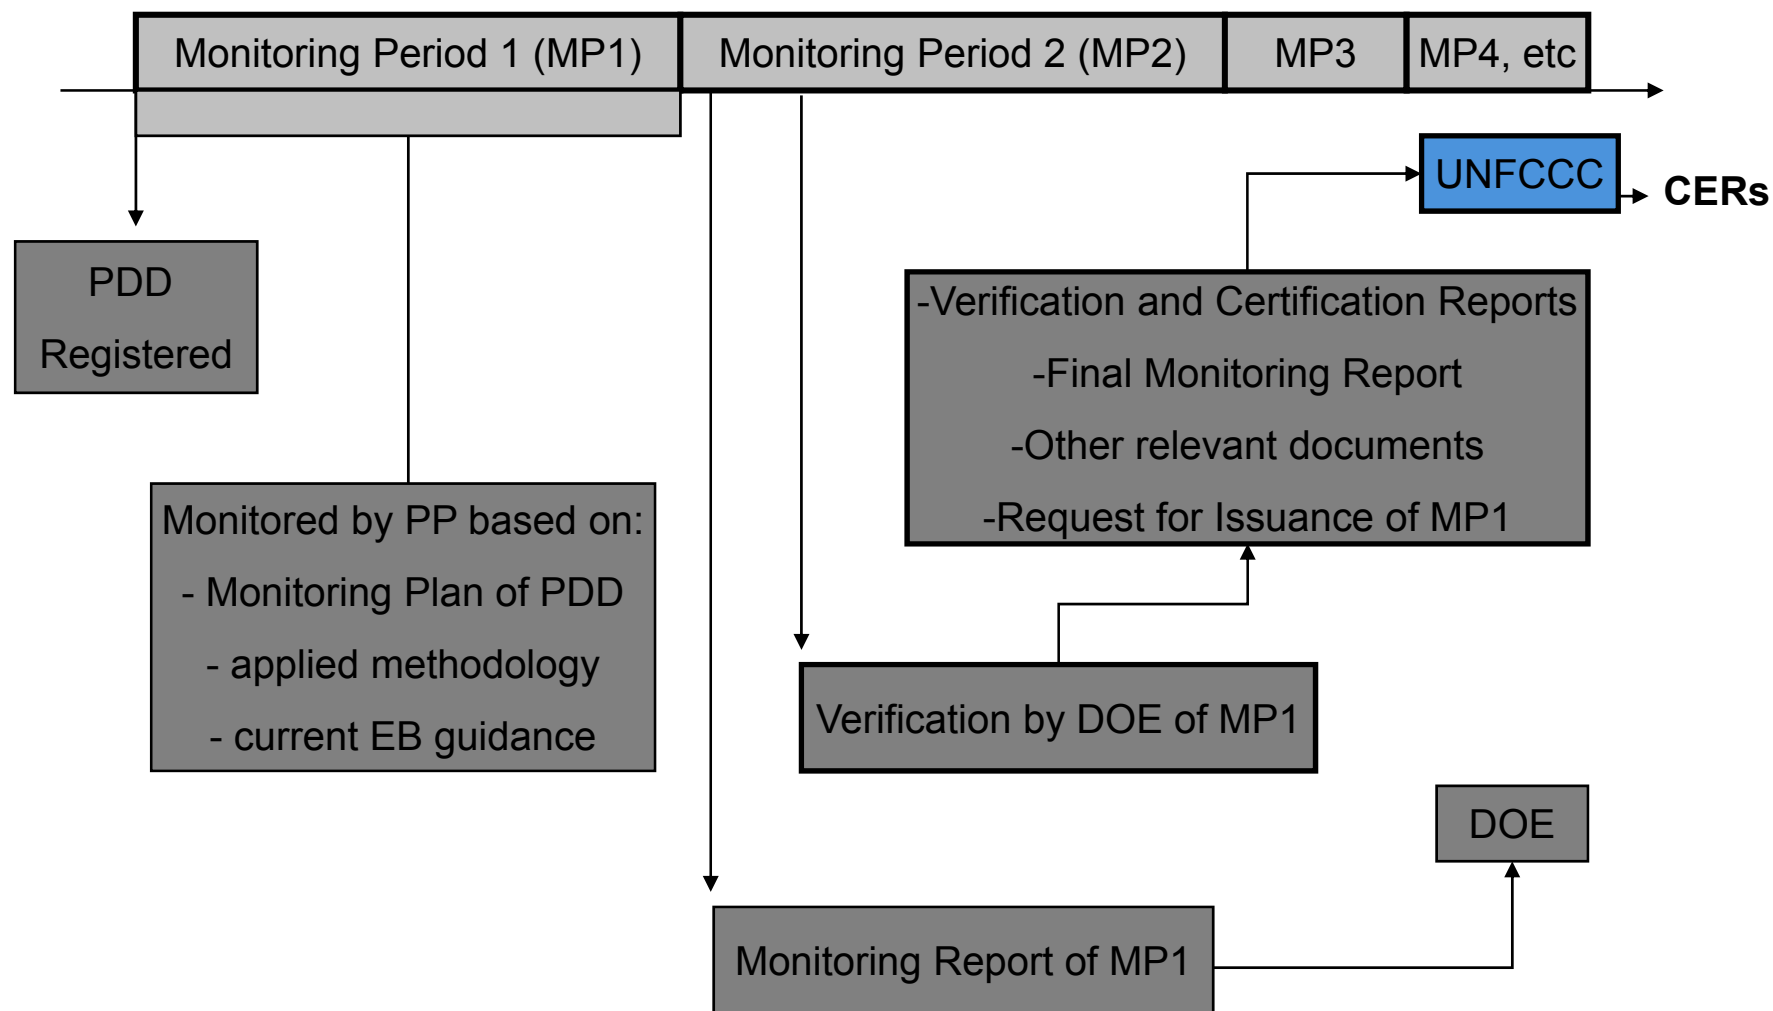 Monitoring Period 1 (MP1)
Monitoring Period 2 (MP2)
MP3
MP4, etc
UNFCCC
CERs
PDD
Registered
-Verification and Certification Reports
-Final Monitoring Report
-Other relevant documents
-Request for Issuance of MP1
Monitored by PP based on:
- Monitoring Plan of PDD
- applied methodology
- current EB guidance
Verification by DOE of MP1
DOE
Monitoring Report of MP1